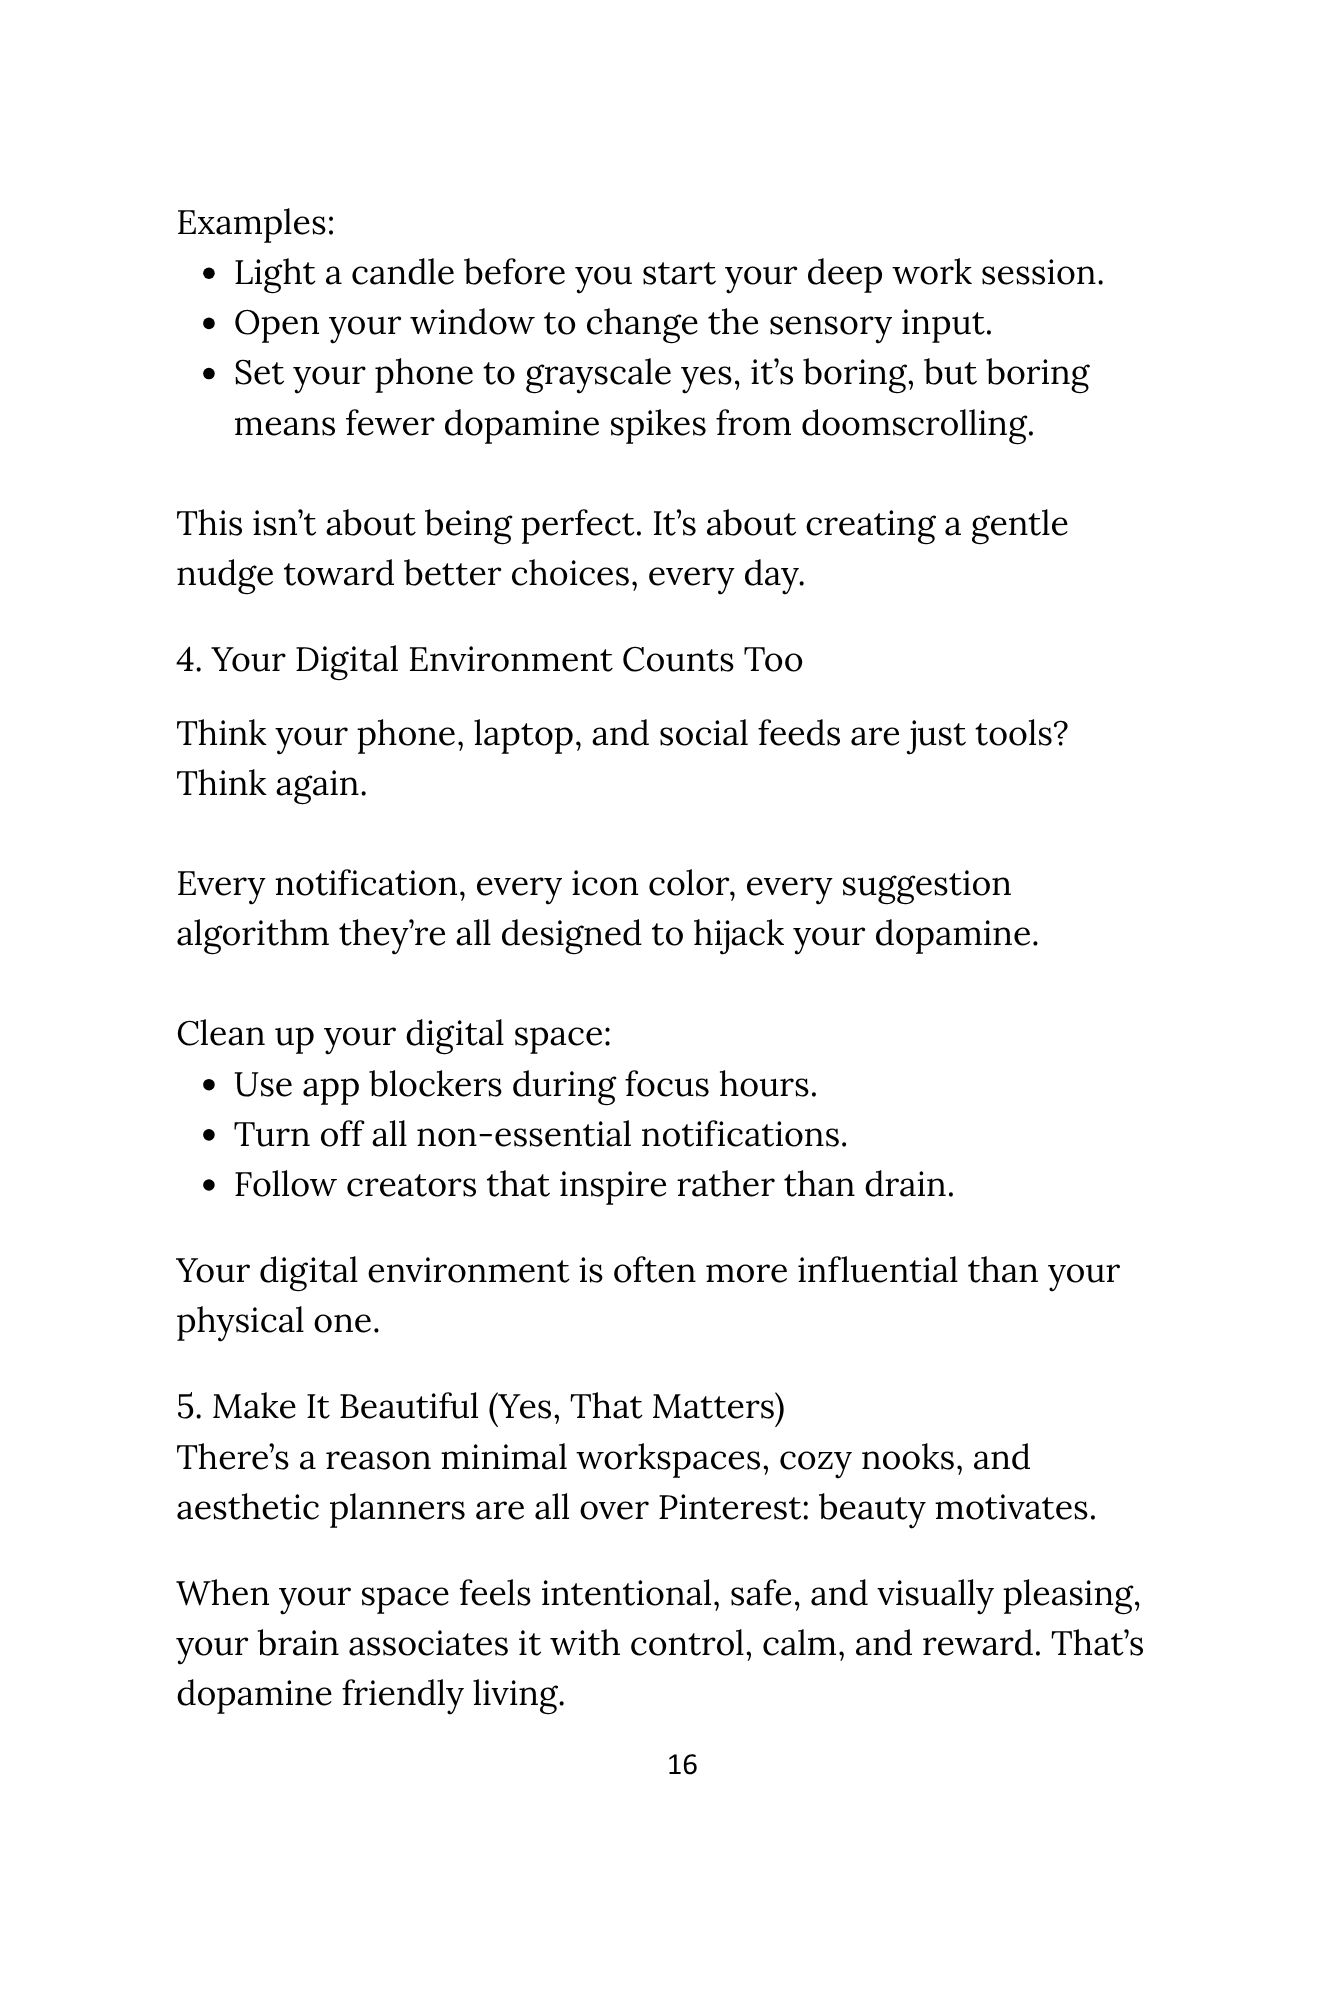 Examples:
• Light a candle before you start your deep work session.
• Open your window to change the sensory input.
• Set your phone to grayscale yes, it’s boring, but boring
means fewer dopamine spikes from doomscrolling.
This isn’t about being perfect. It’s about creating a gentle
nudge toward better choices, every day.
4. Your Digital Environment Counts Too
Think your phone, laptop, and social feeds are just tools?
Think again.
Every notification, every icon color, every suggestion
algorithm they’re all designed to hijack your dopamine.
Clean up your digital space:
• Use app blockers during focus hours.
• Turn off all non-essential notifications.
• Follow creators that inspire rather than drain.
Your digital environment is often more influential than your
physical one.
5. Make It Beautiful (Yes, That Matters)
There’s a reason minimal workspaces, cozy nooks, and
aesthetic planners are all over Pinterest: beauty motivates.
When your space feels intentional, safe, and visually pleasing,
your brain associates it with control, calm, and reward. That’s
dopamine friendly living.
16